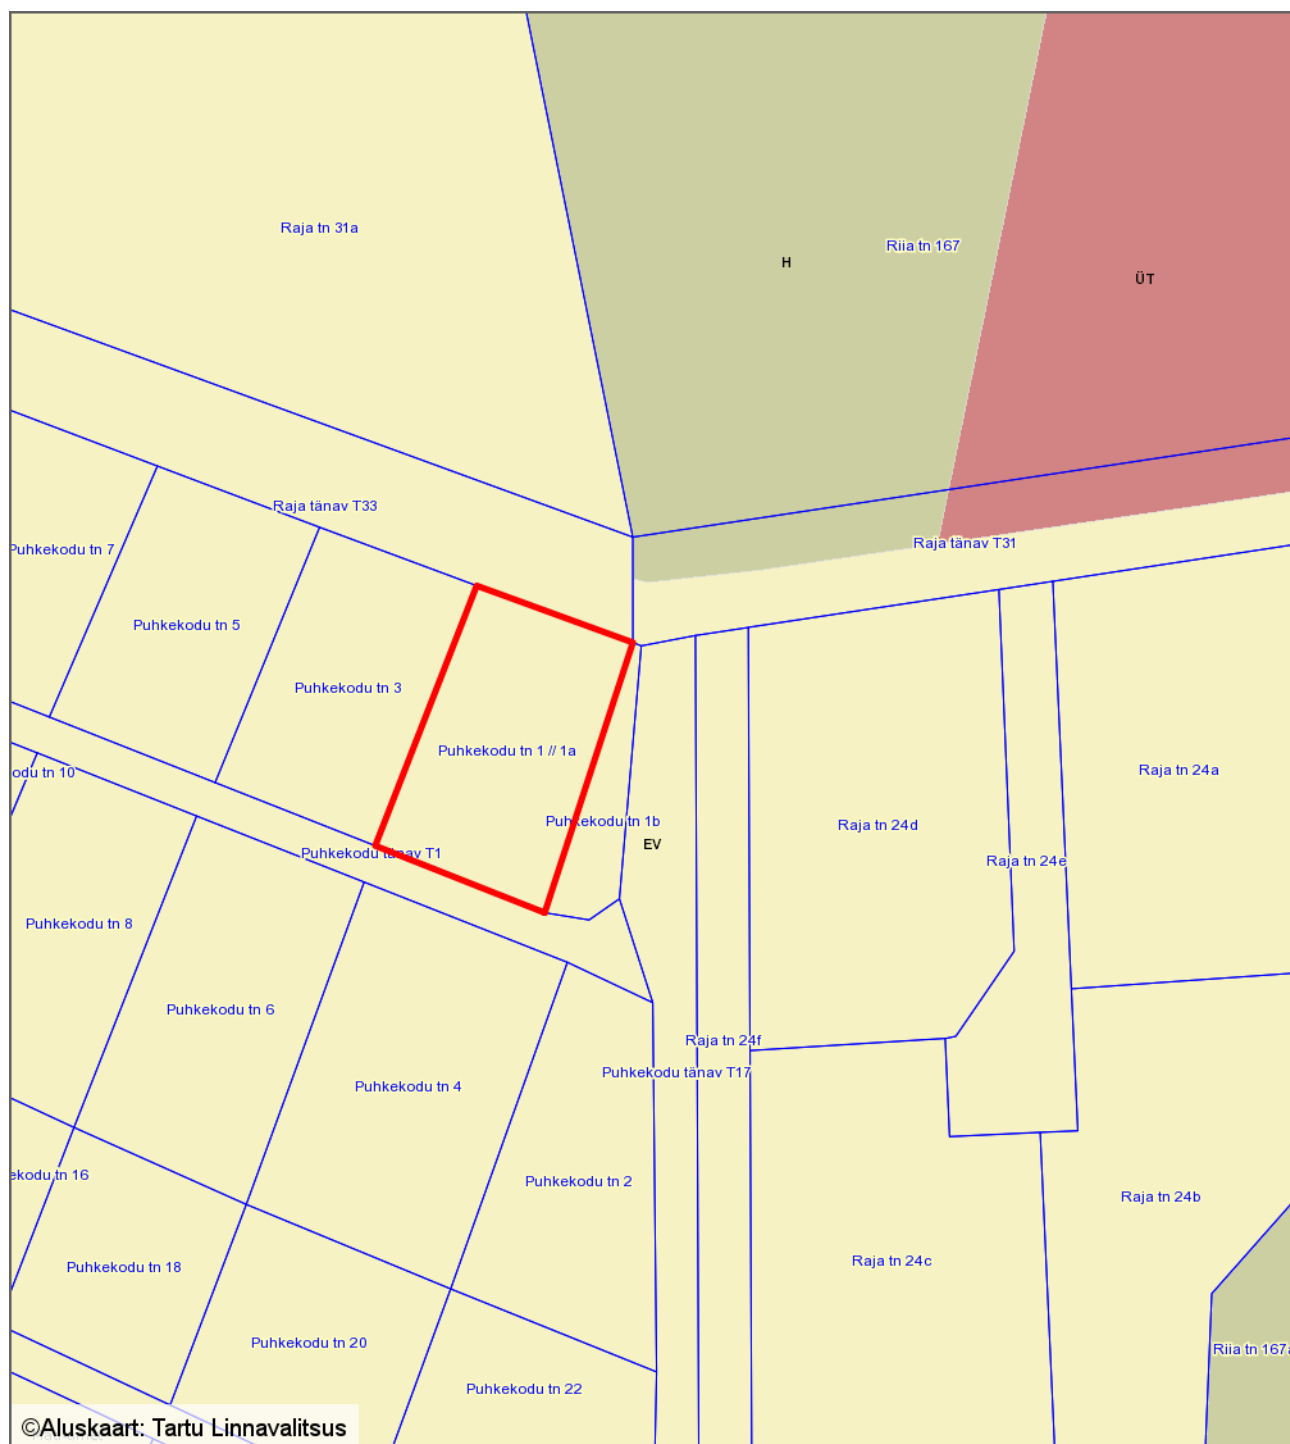 Raja tn 31a
Riia tn 167
H
ÜT
Raja tänav T33
Raja tänav T31
Puhkekodu tn 7
Puhkekodu tn 5
Puhkekodu tn 3
Puhkekodu tn 1 // 1a
odu tn 10
Raja tn 24a
Puhkekodu tn 1b
Raja tn 24d
EV
Puhkekodu tänav T1
Raja tn 24e
Puhkekodu tn 8
Puhkekodu tn 6
Raja tn 24f
Puhkekodu tänav T17
Puhkekodu tn 4
ekodu tn 16
Puhkekodu tn 2
Raja tn 24b
Raja tn 24c
Puhkekodu tn 18
Puhkekodu tn 20
Riia tn 167a
Puhkekodu tn 22
©Aluskaart: Tartu Linnavalitsus